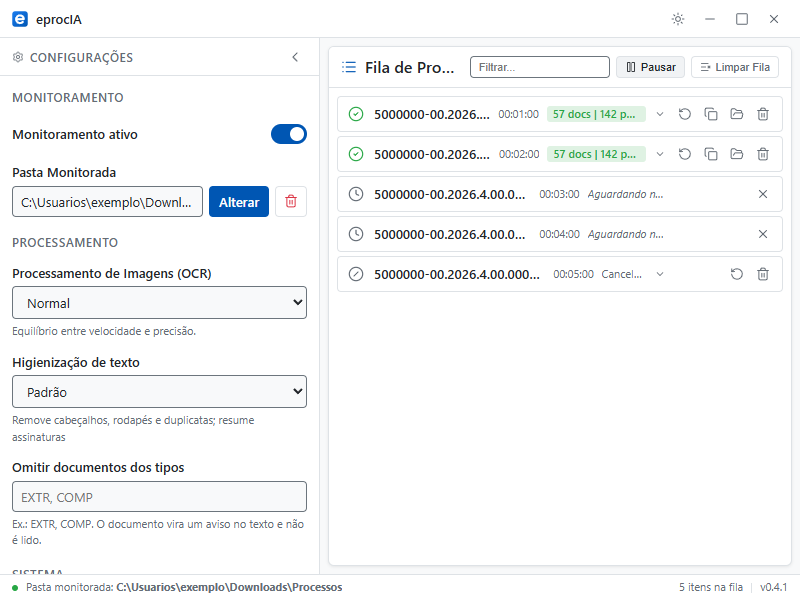 eprocIA
CONFIGURAÇÕES
MONITORAMENTO
Monitoramento ativo
Pasta Monitorada
C:\Usuarios\exemplo\Downl...
Alterar
PROCESSAMENTO
Processamento de Imagens (OCR)
Normal
Equilíbrio entre velocidade e precisão.
Higienização de texto
Padrão
Remove cabeçalhos, rodapés e duplicatas; resume
assinaturas
Omitir documentos dos tipos
EXTR, COMP
Ex.: EXTR, COMP. O documento vira um aviso no texto e não
é lido.
SISTEMA
Fila de Pro...
Filtrar...
Pausar
Limpar Fila
5000000-00.2026.... 00:01:00 57 docs | 142 p...
5000000-00.2026.... 00:02:00 57 docs | 142 p...
5000000-00.2026.4.00.0... 00:03:00 Aguardando n...
5000000-00.2026.4.00.0... 00:04:00 Aguardando n...
5000000-00.2026.4.00.000... 00:05:00 Cancel...
Pasta monitorada: C:\Usuarios\exemplo\Downloads\Processos
5 itens na fila
v0.4.1